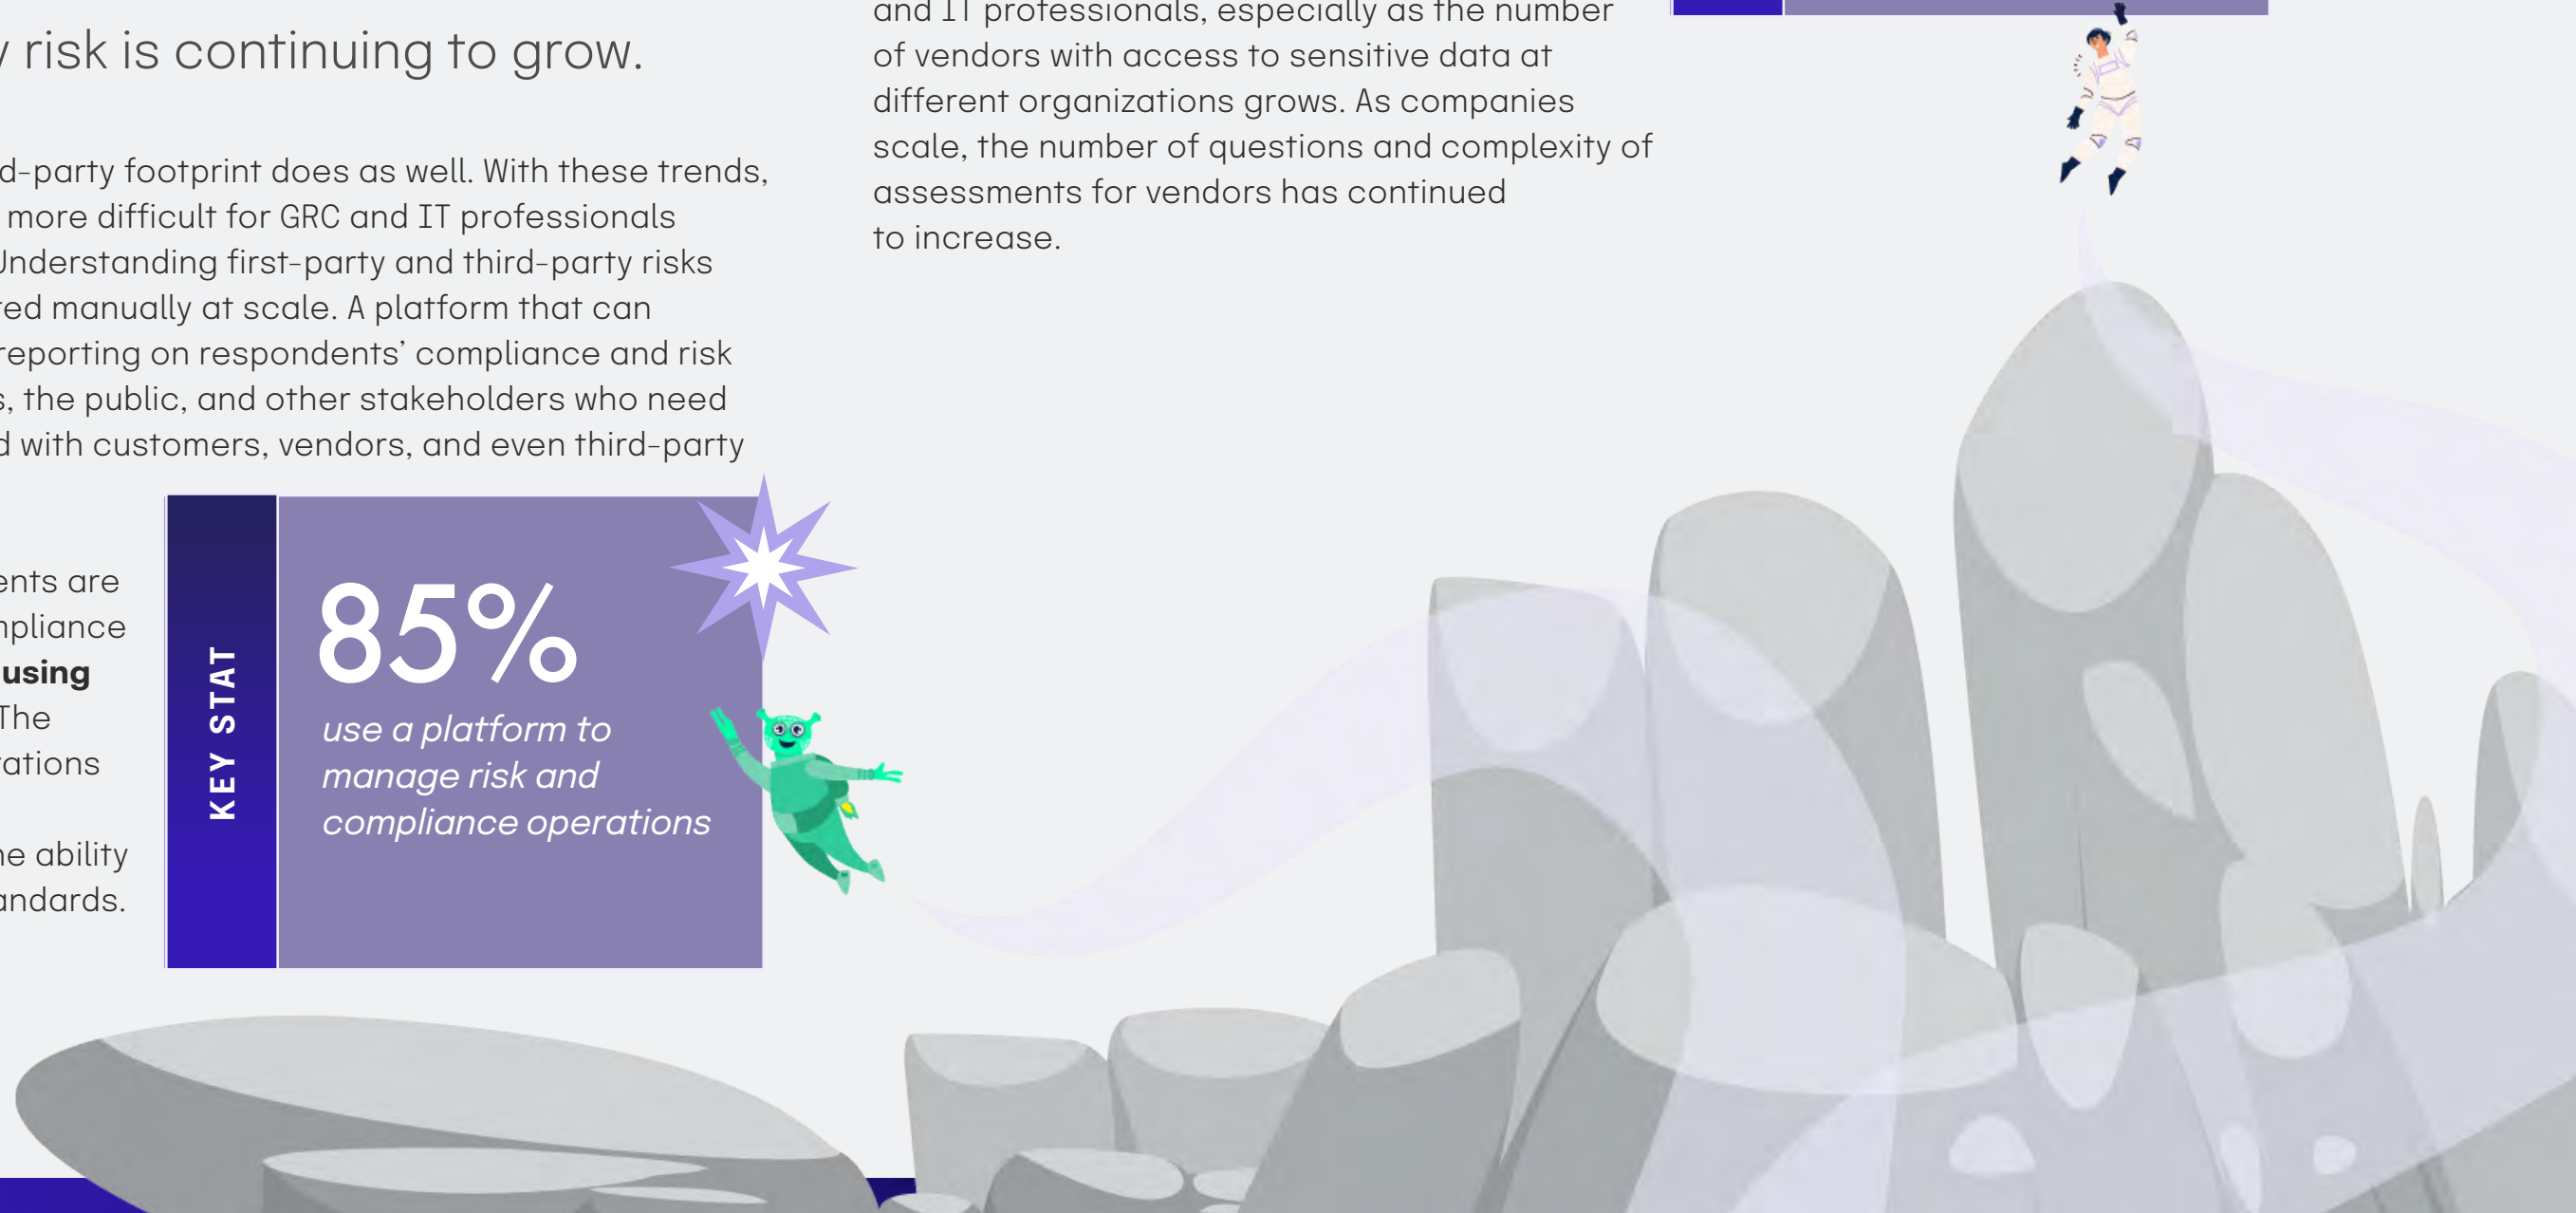 risk is continuing to grow.
d-party footprint does as well. With these trends,
more difficult for GRC and IT professionals
Understanding first-party and third-party risks
ed manually at scale. A platform that can
reporting on respondents’ compliance and risk
s, the public, and other stakeholders who need
d with customers, vendors, and even third-party
ents are
mpliance
using
The
rations
he ability
andards.
KEY STAT
85%
use a platform to
manage risk and
compliance operations
and IT professionals, especially as the number
of vendors with access to sensitive data at
different organizations grows. As companies
scale, the number of questions and complexity of
assessments for vendors has continued
to increase.